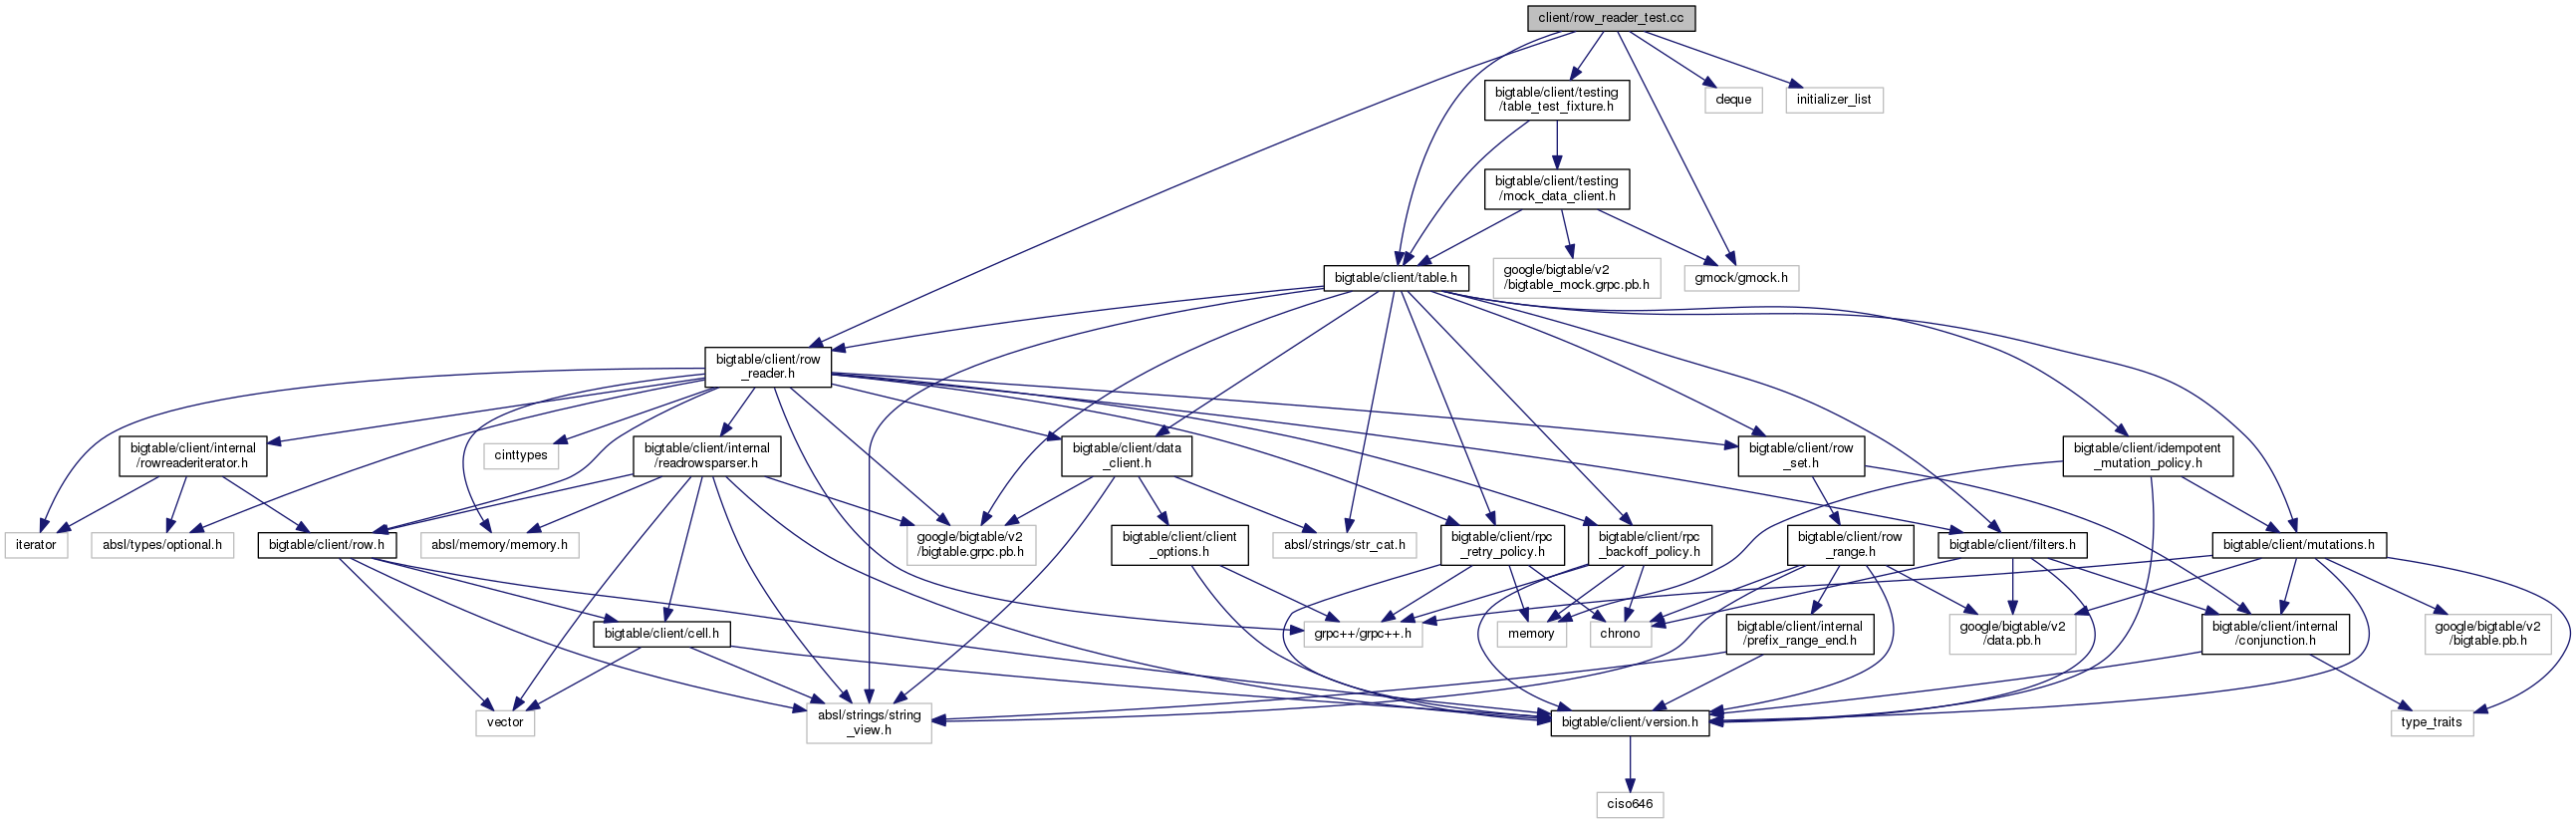 client/row_reader_test.cc
bigtable/client/testing
/table_test_fixture.h
deque
initializer_list
bigtable/client/testing
/mock_data_client.h
bigtable/client/table.h
google/bigtable/v2
/bigtable_mock.grpc.pb.h
gmock/gmock.h
bigtable/client/row
_reader.h
bigtable/client/internal
/rowreaderiterator.h
cinttypes
bigtable/client/internal
/readrowsparser.h
bigtable/client/data
_client.h
bigtable/client/row
_set.h
bigtable/client/idempotent
_mutation_policy.h
iterator
absl/types/optional.h
bigtable/client/row.h
absl/memory/memory.h
google/bigtable/v2
/bigtable.grpc.pb.h
bigtable/client/client
_options.h
absl/strings/str_cat.h
bigtable/client/rpc
_retry_policy.h
bigtable/client/rpc
_backoff_policy.h
bigtable/client/row
_range.h
bigtable/client/filters.h
bigtable/client/mutations.h
bigtable/client/cell.h
grpc++/grpc++.h
memory
chrono
bigtable/client/internal
/prefix_range_end.h
google/bigtable/v2
/data.pb.h
bigtable/client/internal
/conjunction.h
google/bigtable/v2
/bigtable.pb.h
vector
absl/strings/string
_view.h
bigtable/client/version.h
type_traits
ciso646